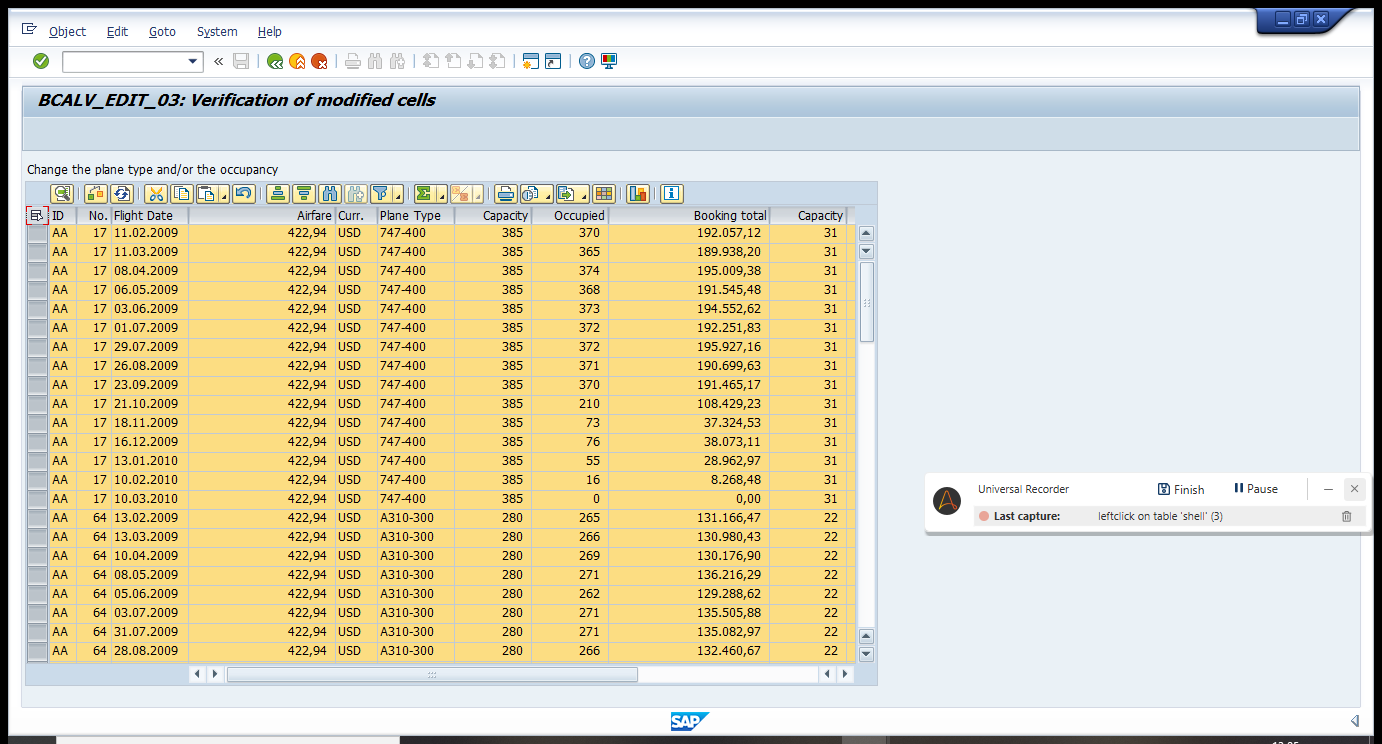 Object Edit Goto System Help
BCALV_EDIT_03: Verification of modified cells
Change the plane type and/or the occupancy
ID No. Flight Date Airfare Curr. Plane Type Capacity Occupied Booking total Capacity
AA 17 11.02.2009 422,94 USD 747-400 385 370 192.057,12 31
AA 17 11.03.2009 422,94 USD 747-400 385 365 189.938,20 31
AA 17 08.04.2009 422,94 USD 747-400 385 374 195.009,38 31
AA 17 06.05.2009 422,94 USD 747-400 385 368 191.545,48 31
AA 17 03.06.2009 422,94 USD 747-400 385 373 194.552,62 31
AA 17 01.07.2009 422,94 USD 747-400 385 372 192.251,83 31
AA 17 29.07.2009 422,94 USD 747-400 385 372 195.927,16 31
AA 17 26.08.2009 422,94 USD 747-400 385 371 190.699,63 31
AA 17 23.09.2009 422,94 USD 747-400 385 370 191.465,17 31
AA 17 21.10.2009 422,94 USD 747-400 385 210 108.429,23 31
AA 17 18.11.2009 422,94 USD 747-400 385 73 37.324,53 31
AA 17 16.12.2009 422,94 USD 747-400 385 76 38.073,11 31
AA 17 13.01.2010 422,94 USD 747-400 385 55 28.962,97 31
AA 17 10.02.2010 422,94 USD 747-400 385 16 8.268,48 31
AA 17 10.03.2010 422,94 USD 747-400 385 0 0,00 31
AA 64 13.02.2009 422,94 USD A310-300 280 265 131.166,47 22
AA 64 13.03.2009 422,94 USD A310-300 280 266 130.980,43 22
AA 64 10.04.2009 422,94 USD A310-300 280 269 130.176,90 22
AA 64 08.05.2009 422,94 USD A310-300 280 271 136.216,29 22
AA 64 05.06.2009 422,94 USD A310-300 280 262 129.288,62 22
AA 64 03.07.2009 422,94 USD A310-300 280 271 135.505,88 22
AA 64 31.07.2009 422,94 USD A310-300 280 271 135.082,97 22
AA 64 28.08.2009 422,94 USD A310-300 280 266 132.460,67 22
Universal Recorder Finish Pause
Last capture: leftclick on table 'shell' (3)
SAP